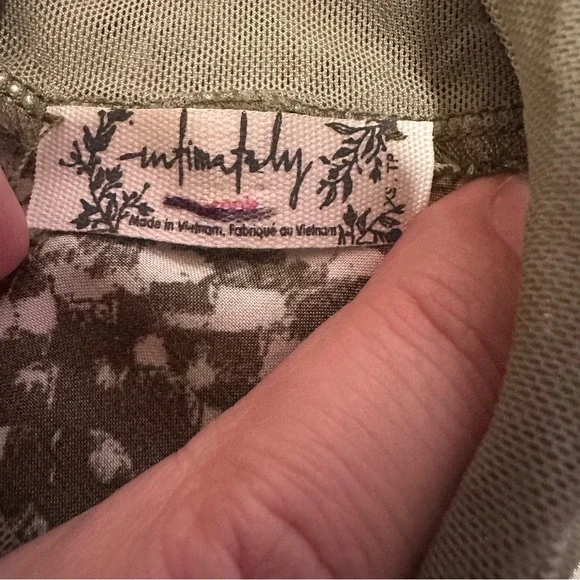 intimately
Made in Vietnam, Fabriqué au Vietnam
XS TP